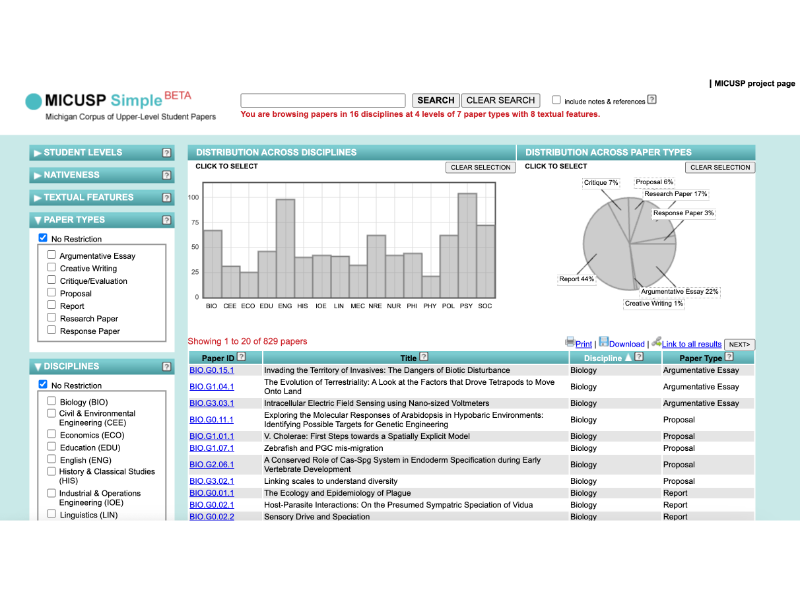 | MICUSP project page
MICUSP Simple BETA
Michigan Corpus of Upper-Level Student Papers
SEARCH CLEAR SEARCH include notes & references ?
You are browsing papers in 16 disciplines at 4 levels of 7 paper types with 8 textual features.
STUDENT LEVELS ?
NATIVENESS ?
TEXTUAL FEATURES ?
PAPER TYPES ?
No Restriction
Argumentative Essay
Creative Writing
Critique/Evaluation
Proposal
Report
Research Paper
Response Paper
DISCIPLINES ?
No Restriction
Biology (BIO)
Civil & Environmental
Engineering (CEE)
Economics (ECO)
Education (EDU)
English (ENG)
History & Classical Studies
(HIS)
Industrial & Operations
Engineering (IOE)
Linguistics (LIN)
DISTRIBUTION ACROSS DISCIPLINES
CLICK TO SELECT CLEAR SELECTION
100
75
50
25
0
BIO CEE ECO EDU ENG HIS IOE LIN MEC NRE NUR PHI PHY POL PSY SOC
DISTRIBUTION ACROSS PAPER TYPES
CLICK TO SELECT CLEAR SELECTION
Critique 7%
Proposal 6%
Research Paper 17%
Response Paper 3%
Report 44%
Argumentative Essay 22%
Creative Writing 1%
Showing 1 to 20 of 829 papers
Print | Download | Link to all results NEXT>
Paper ID ? Title ? Discipline ▲ ? Paper Type ?
BIO.G0.15.1 Invading the Territory of Invasives: The Dangers of Biotic Disturbance Biology Argumentative Essay
BIO.G1.04.1 The Evolution of Terrestriality: A Look at the Factors that Drove Tetrapods to Move
Onto Land Biology Argumentative Essay
BIO.G3.03.1 Intracellular Electric Field Sensing using Nano-sized Voltmeters Biology Argumentative Essay
BIO.G0.11.1 Exploring the Molecular Responses of Arabidopsis in Hypobaric Environments:
Identifying Possible Targets for Genetic Engineering Biology Proposal
BIO.G1.01.1 V. Cholerae: First Steps towards a Spatially Explicit Model Biology Proposal
BIO.G1.07.1 Zebrafish and PGC mis-migration Biology Proposal
BIO.G2.06.1 A Conserved Role of Cas-Spg System in Endoderm Specification during Early
Vertebrate Development Biology Proposal
BIO.G3.02.1 Linking scales to understand diversity Biology Proposal
BIO.G0.01.1 The Ecology and Epidemiology of Plague Biology Report
BIO.G0.02.1 Host-Parasite Interactions: On the Presumed Sympatric Speciation of Vidua Biology Report
BIO.G0.02.2 Sensory Drive and Speciation Biology Report